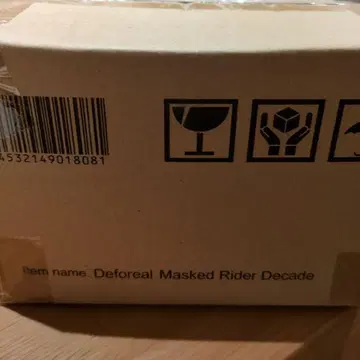 4532149018081
Item name Deforeal Masked Rider Decade